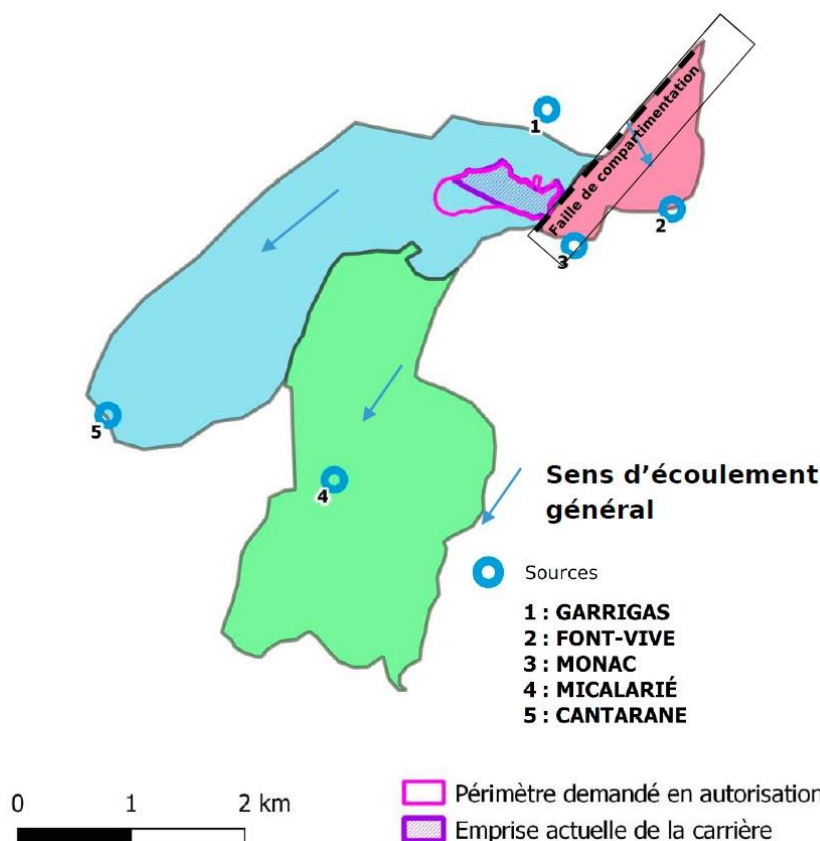 1
Faille de compartimentation
2
3
5
4
Sens d’écoulement
général
Sources
1 : GARRIGAS
2 : FONT-VIVE
3 : MONAC
4 : MICALARIÉ
5 : CANTARANE
0 1 2 km
Périmètre demandé en autorisation
Emprise actuelle de la carrière